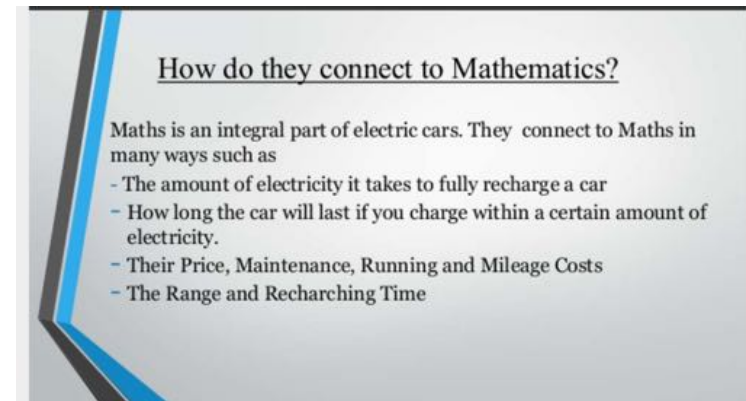 How do they connect to Mathematics?
Maths is an integral part of electric cars. They connect to Maths in
many ways such as
- The amount of electricity it takes to fully recharge a car
- How long the car will last if you charge within a certain amount of
electricity.
- Their Price, Maintenance, Running and Mileage Costs
- The Range and Recharching Time